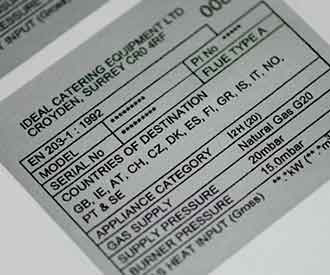 000
IDEAL CATERING EQUIPMENT LTD
CROYDEN, SURREY CR0 4RF
EN 203-1 : 1992
PI No ****
MODEL *********
FLUE TYPE A
SERIAL No *********
COUNTRIES OF DESTINATION
GB, IE, AT, CH, CZ, DK, ES, FI, GR, IS, IT, NO,
PT & SE
APPLIANCE CATEGORY I2H (20)
GAS SUPPLY Natural Gas G20
SUPPLY PRESSURE 20mbar
BURNER PRESSURE 15.0mbar
HEAT INPUT (Gross) **.*kW
INPUT (Gross)